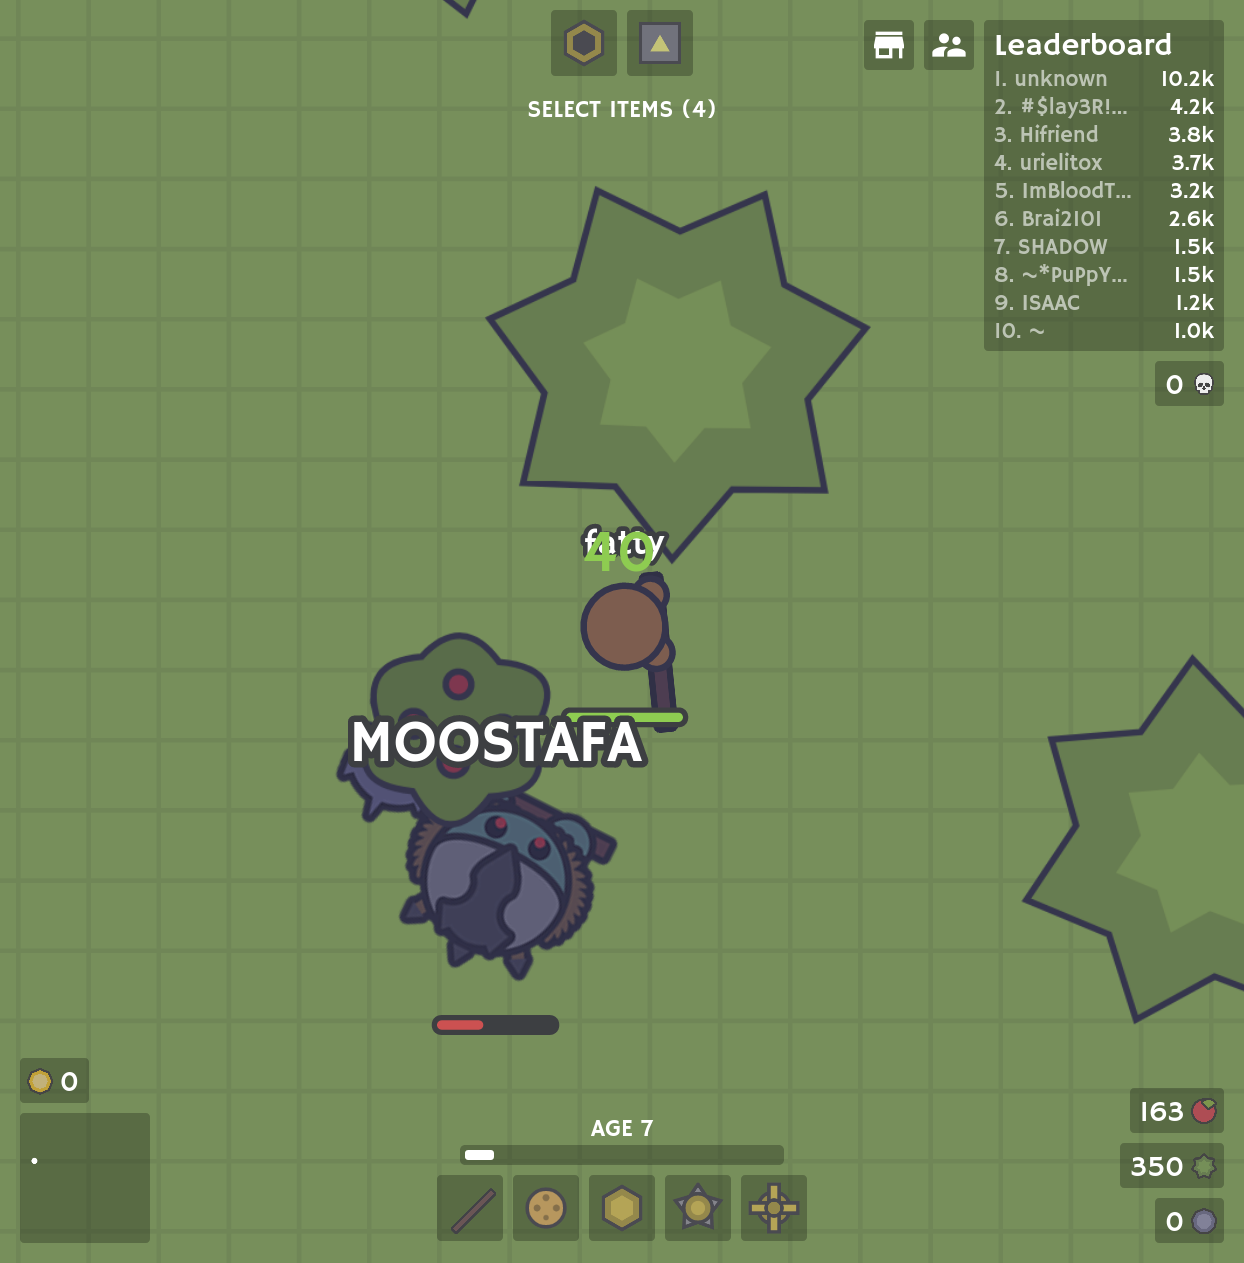 SELECT ITEMS (4)
Leaderboard
1. unknown 10.2k
2. #$lay3R!... 4.2k
3. Hifriend 3.8k
4. urielitox 3.7k
5. ImBloodT... 3.2k
6. Brai2101 2.6k
7. SHADOW 1.5k
8. ~*PuPpY... 1.5k
9. ISAAC 1.2k
10. ~ 1.0k
0
fatty
40
MOOSTAFA
0
163
AGE 7
350
0